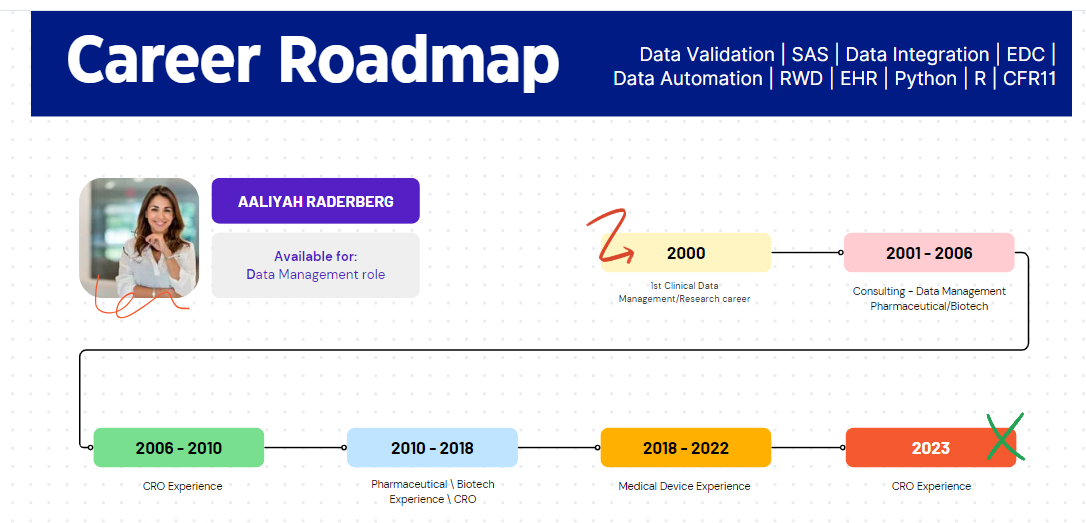 Career Roadmap
Data Validation | SAS | Data Integration | EDC |
Data Automation | RWD | EHR | Python | R | CFR11
AALIYAH RADERBERG
Available for:
Data Management role
2000
1st Clinical Data
Management/Research career
2001 - 2006
Consulting - Data Management
Pharmaceutical/Biotech
2006 - 2010
CRO Experience
2010 - 2018
Pharmaceutical \ Biotech
Experience \ CRO
2018 - 2022
Medical Device Experience
2023
CRO Experience